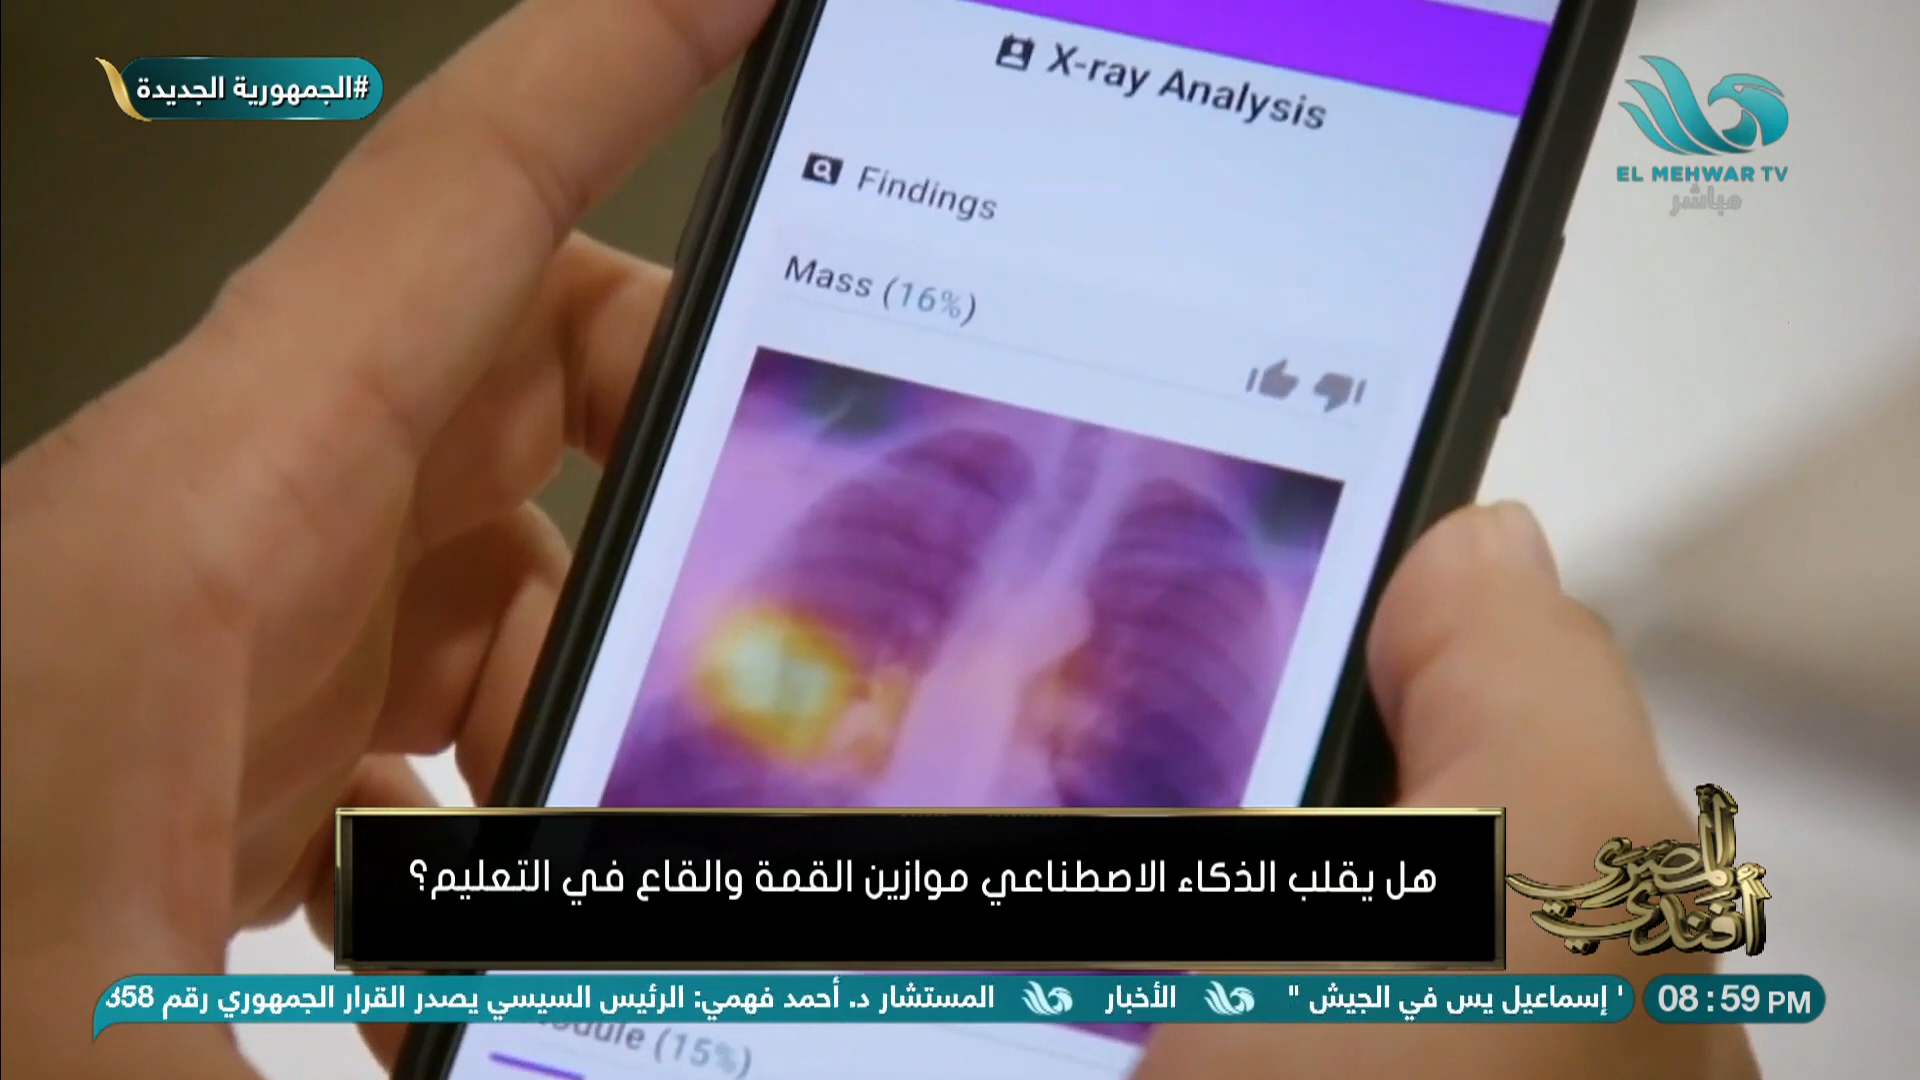 #الجمهورية الجديدة
EL MEHWAR TV
مباشر
X-ray Analysis
Findings
Mass (16%)
هل يقلب الذكاء الاصطناعي موازين القمة والقاع في التعليم؟
المصري أفندي
' إسماعيل يس في الجيش " الأخبار المستشار د. أحمد فهمي: الرئيس السيسي يصدر القرار الجمهوري رقم 358
08:59 PM
(15%)